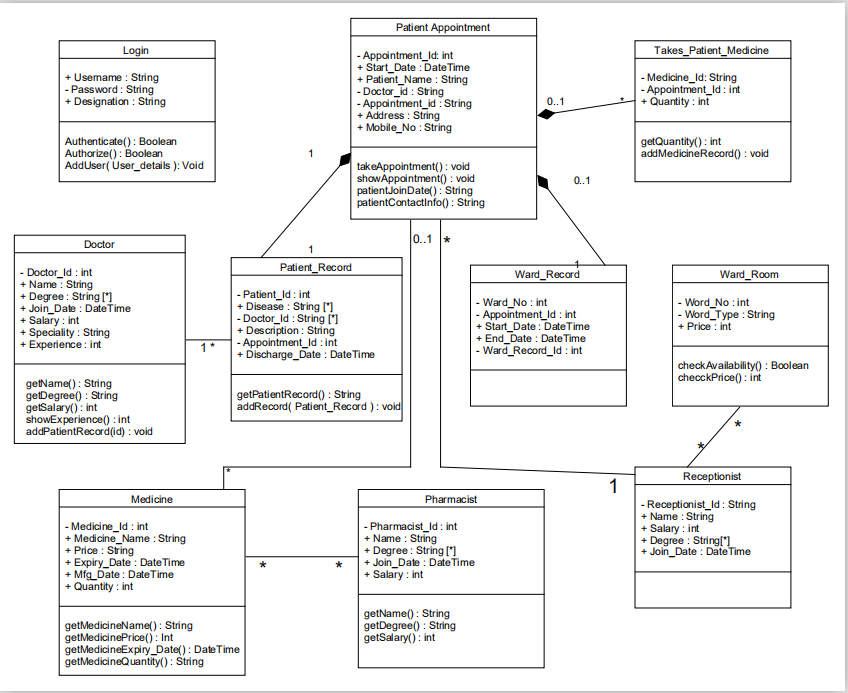 Patient Appointment
- Appointment_Id: int
+ Start_Date : DateTime
+ Patient_Name : String
- Doctor_id : String
- Appointment_id : String
+ Address : String
+ Mobile_No : String
takeAppointment() : void
showAppointment() : void
patientJoinDate() : String
patientContactInfo() : String
Login
+ Username : String
- Password : String
+ Designation : String
Authenticate() : Boolean
Authorize() : Boolean
AddUser( User_details ): Void
Takes_Patient_Medicine
- Medicine_Id: String
- Appointment_Id : int
+ Quantity : int
getQuantity() : int
addMedicineRecord() : void
0..1
*
1
1
0..1
1
0..1
*
Doctor
- Doctor_Id : int
+ Name : String
+ Degree : String [*]
+ Join_Date : DateTime
+ Salary : int
+ Speciality : String
+ Experience : int
getName() : String
getDegree() : String
getSalary() : int
showExperience() : int
addPatientRecord(id) : void
1 *
Patient_Record
- Patient_Id : int
+ Disease : String [*]
- Doctor_Id : String [*]
+ Description : String
- Appointment_Id : int
+ Discharge_Date : DateTime
getPatientRecord() : String
addRecord( Patient_Record ) : void
Ward_Record
- Ward_No : int
- Appointment_Id : int
+ Start_Date : DateTime
+ End_Date : DateTime
- Ward_Record_Id : int
Ward_Room
- Word_No : int
- Word_Type : String
+ Price : int
checkAvailability() : Boolean
checckPrice() : int
*
*
*
1
Medicine
- Medicine_Id : int
+ Medicine_Name : String
+ Price : String
+ Expiry_Date : DateTime
+ Mfg_Date : DateTime
+ Quantity : int
getMedicineName() : String
getMedicinePrice() : Int
getMedicineExpiry_Date() : DateTime
getMedicineQuantity() : String
*
*
Pharmacist
- Pharmacist_Id : int
+ Name : String
+ Degree : String [*]
+ Join_Date : DateTime
+ Salary : int
getName() : String
getDegree() : String
getSalary() : int
Receptionist
- Receptionist_Id : String
+ Name : String
+ Salary : int
+ Degree : String[*]
+ Join_Date : DateTime